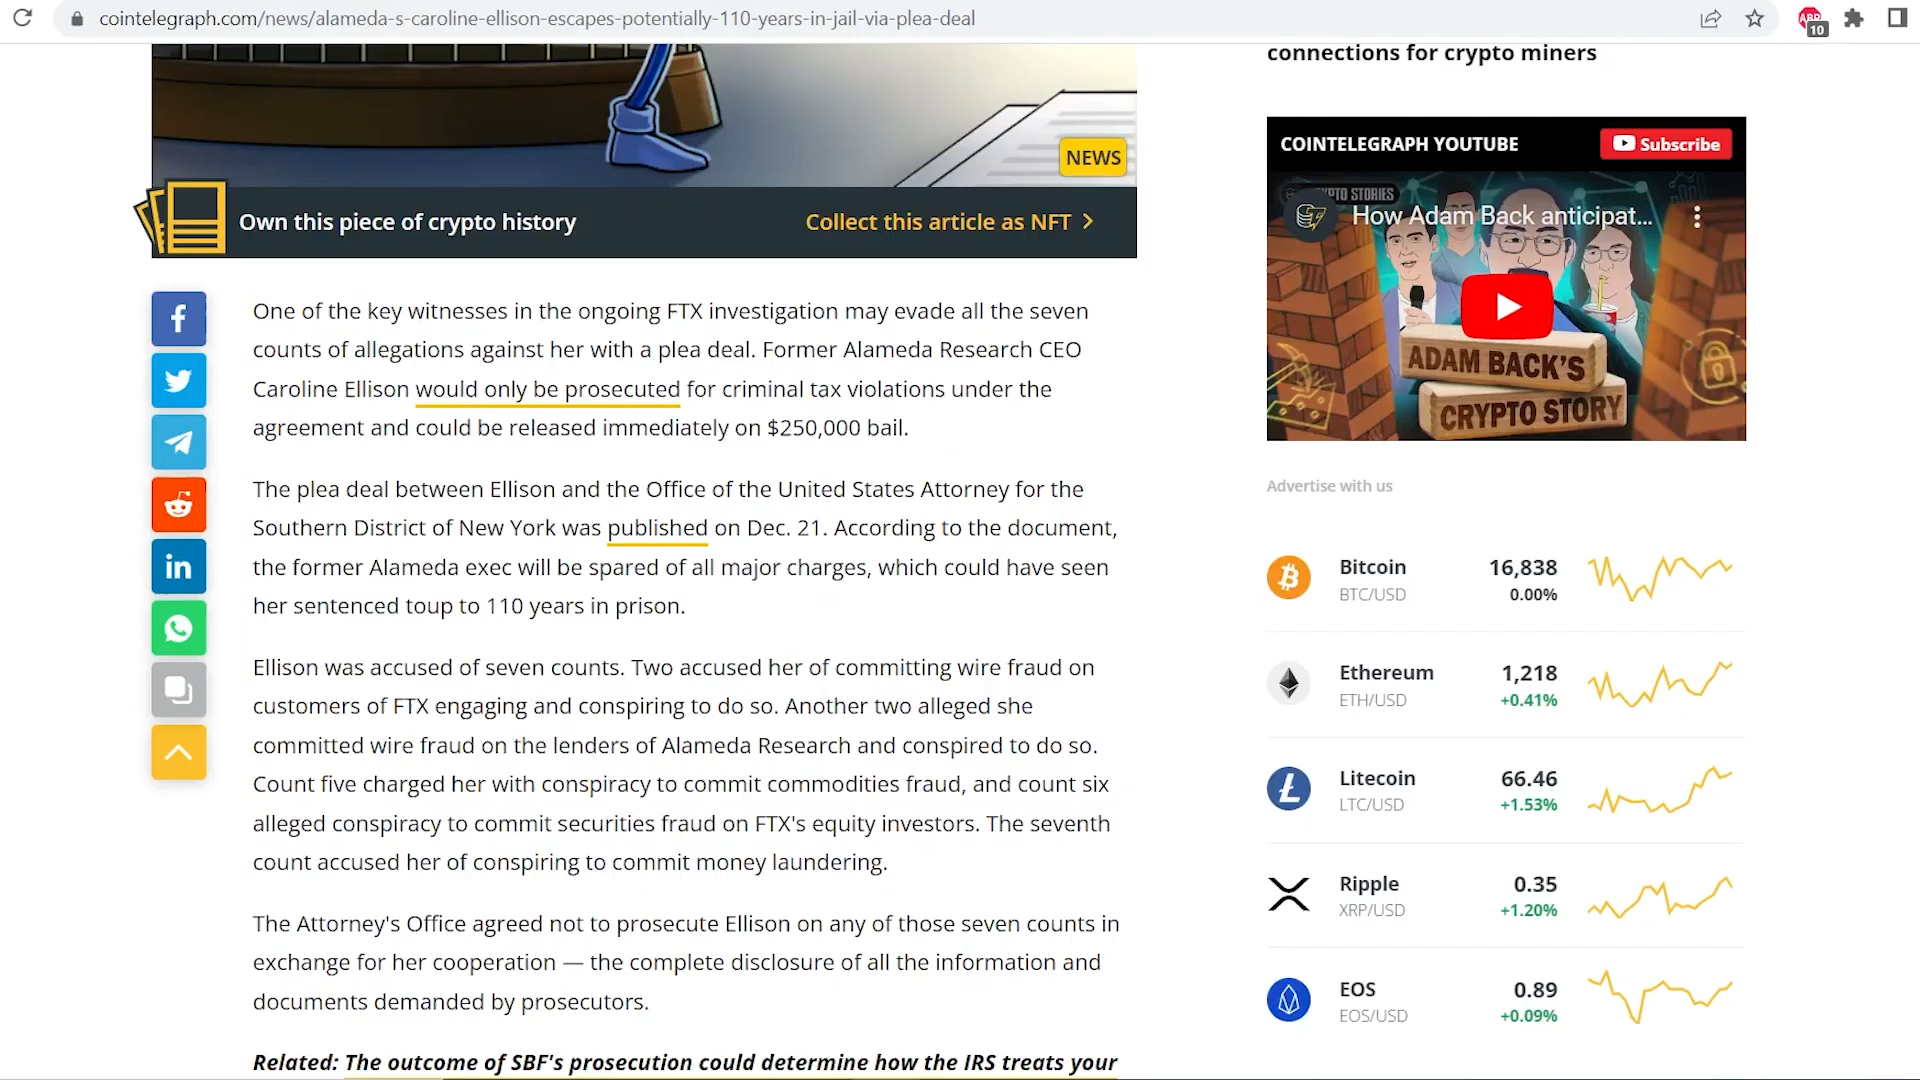 cointelegraph.com/news/alameda-s-caroline-ellison-escapes-potentially-110-years-in-jail-via-plea-deal
ABP
10
NEWS
Own this piece of crypto history
Collect this article as NFT >
One of the key witnesses in the ongoing FTX investigation may evade all the seven
counts of allegations against her with a plea deal. Former Alameda Research CEO
Caroline Ellison would only be prosecuted for criminal tax violations under the
agreement and could be released immediately on $250,000 bail.
The plea deal between Ellison and the Office of the United States Attorney for the
Southern District of New York was published on Dec. 21. According to the document,
the former Alameda exec will be spared of all major charges, which could have seen
her sentenced toup to 110 years in prison.
Ellison was accused of seven counts. Two accused her of committing wire fraud on
customers of FTX engaging and conspiring to do so. Another two alleged she
committed wire fraud on the lenders of Alameda Research and conspired to do so.
Count five charged her with conspiracy to commit commodities fraud, and count six
alleged conspiracy to commit securities fraud on FTX's equity investors. The seventh
count accused her of conspiring to commit money laundering.
The Attorney's Office agreed not to prosecute Ellison on any of those seven counts in
exchange for her cooperation — the complete disclosure of all the information and
documents demanded by prosecutors.
Related: The outcome of SBF's prosecution could determine how the IRS treats your
connections for crypto miners
COINTELEGRAPH YOUTUBE
Subscribe
PTO STORIES
How Adam Back anticipat...
ADAM BACK'S
CRYPTO STORY
Advertise with us
Bitcoin 16,838
BTC/USD 0.00%
Ethereum 1,218
ETH/USD +0.41%
Litecoin 66.46
LTC/USD +1.53%
Ripple 0.35
XRP/USD +1.20%
EOS 0.89
EOS/USD +0.09%